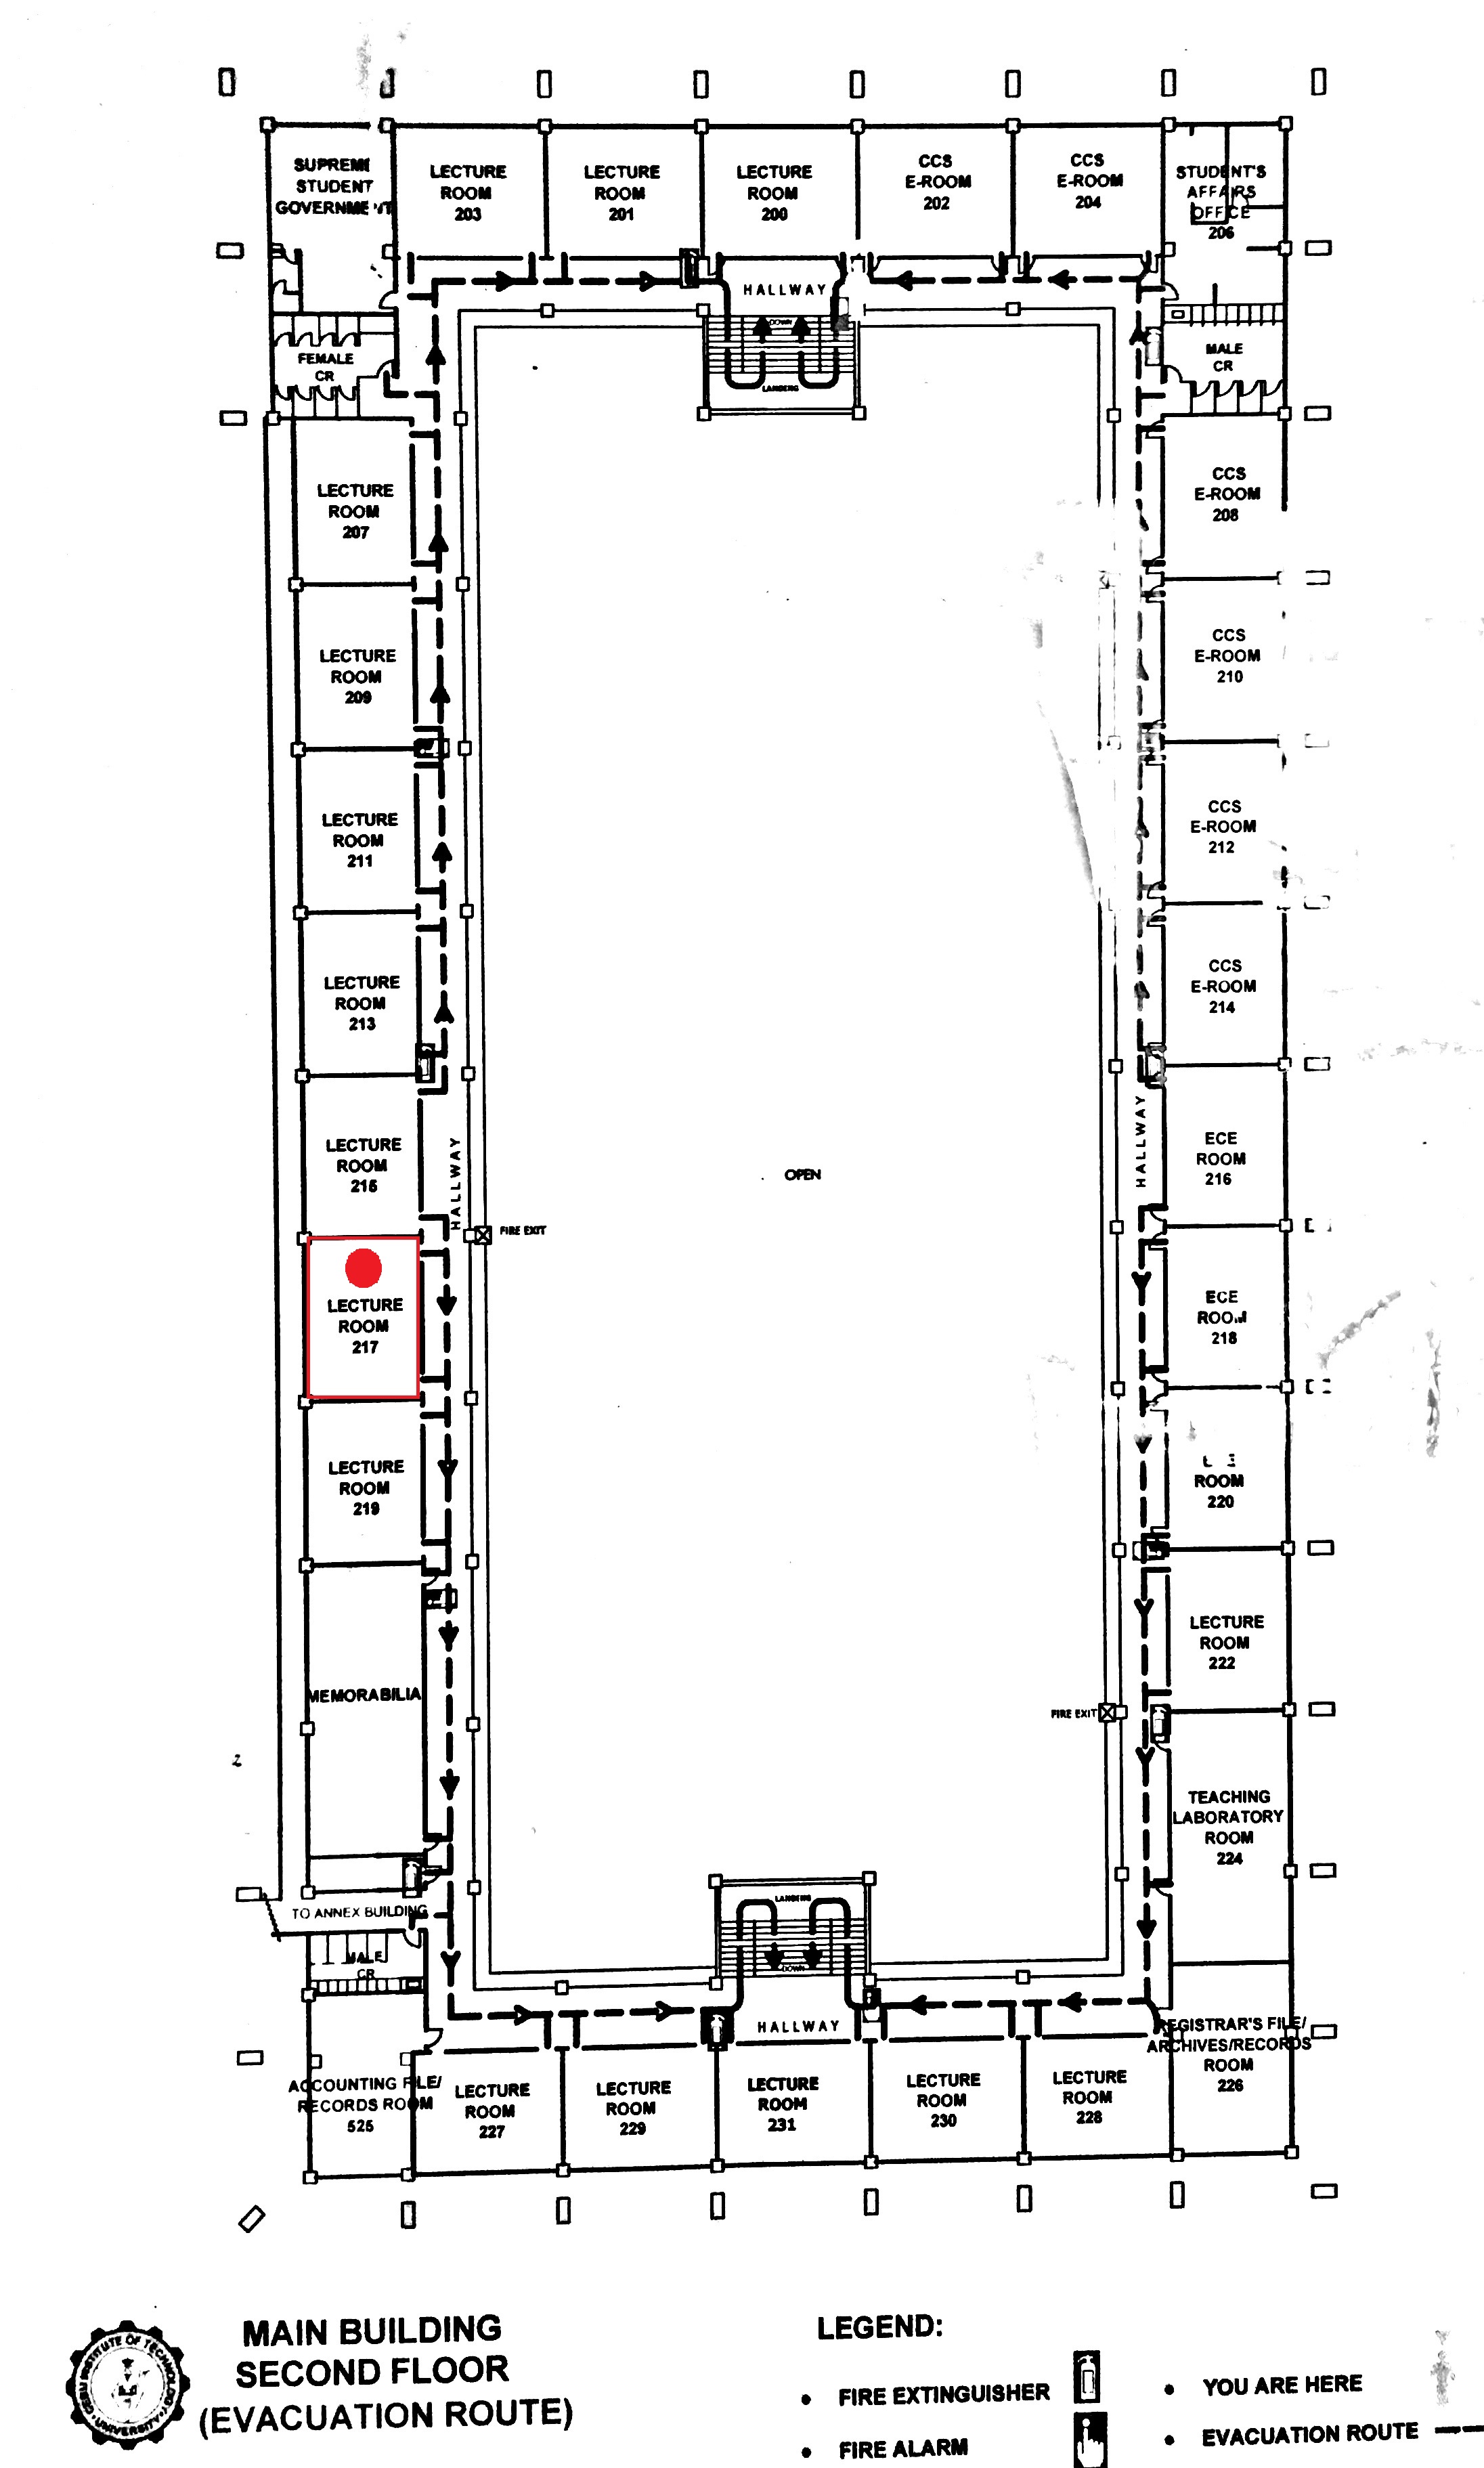 SUPREME
STUDENT
GOVERNMENT
LECTURE
ROOM
203
LECTURE
ROOM
201
LECTURE
ROOM
200
CCS
E-ROOM
202
CCS
E-ROOM
204
STUDENT'S
AFFAIRS
OFFICE
206
HALLWAY
DOWN
LANDING
FEMALE
CR
MALE
CR
LECTURE
ROOM
207
CCS
E-ROOM
208
LECTURE
ROOM
209
CCS
E-ROOM
210
LECTURE
ROOM
211
CCS
E-ROOM
212
LECTURE
ROOM
213
CCS
E-ROOM
214
LECTURE
ROOM
215
HALLWAY
OPEN
HALLWAY
ECE
ROOM
216
FIRE EXIT
LECTURE
ROOM
217
ECE
ROOM
218
LECTURE
ROOM
219
ROOM
220
LECTURE
ROOM
222
MEMORABILIA
FIRE EXIT
TEACHING
LABORATORY
ROOM
224
TO ANNEX BUILDING
LANDING
DOWN
MALE
CR
HALLWAY
REGISTRAR'S FILE/
ARCHIVES/RECORDS
ROOM
226
ACCOUNTING FILE/
RECORDS ROOM
525
LECTURE
ROOM
227
LECTURE
ROOM
229
LECTURE
ROOM
231
LECTURE
ROOM
230
LECTURE
ROOM
228
CEBU INSTITUTE OF TECHNOLOGY
UNIVERSITY
MAIN BUILDING
SECOND FLOOR
(EVACUATION ROUTE)
LEGEND:
• FIRE EXTINGUISHER
• FIRE ALARM
• YOU ARE HERE
• EVACUATION ROUTE